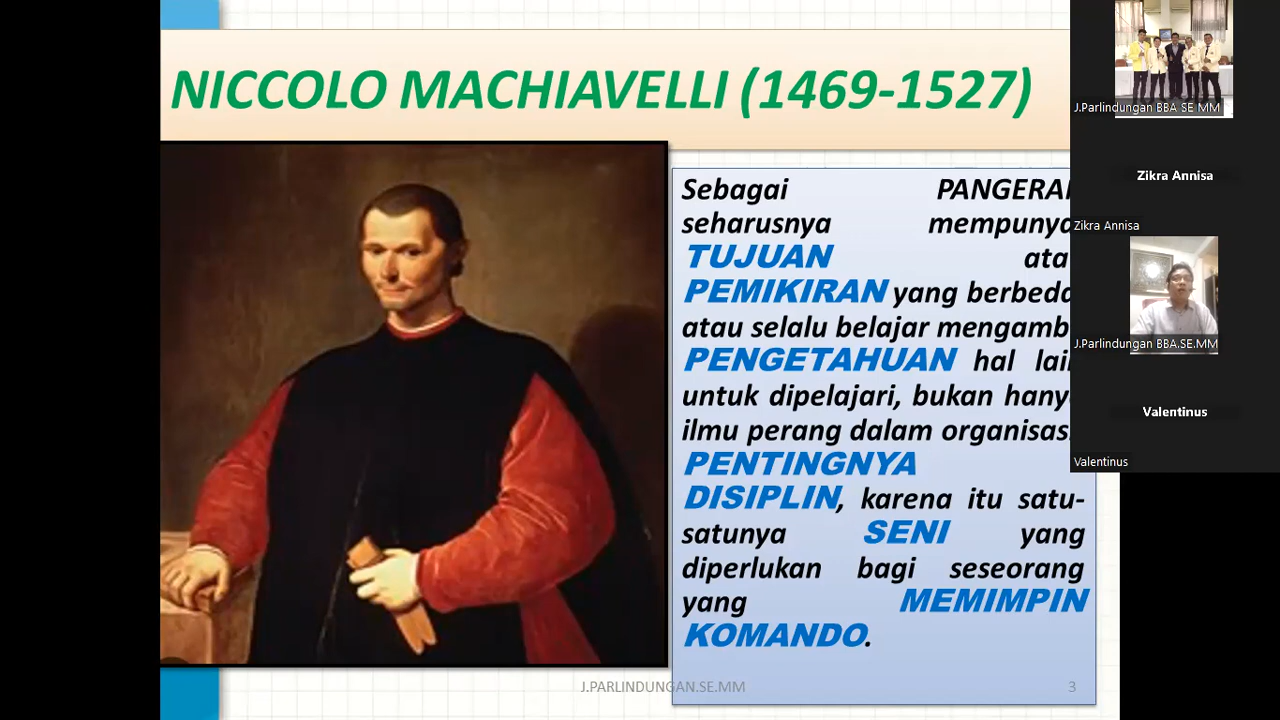 NICCOLO MACHIAVELLI (1469-1527)
Sebagai
seharusnya
TUJUAN
PEMIKIRAN yang
atau selalu belajar
PENGETAHUAN hal
untuk dipelajari, bukan
ilmu perang dalam
PENTINGNYA
DISIPLIN, karena itu satu-
satunya SENI yang
diperlukan bagi seseorang
yang MEMIMPIN
KOMANDO.
J.PARLINDUNGAN.SE.MM
3
J.Parlindungan BBA SE MM
Zikra Annisa
Zikra Annisa
J.Parlindungan BBA.SE.MM
Valentinus
Valentinus